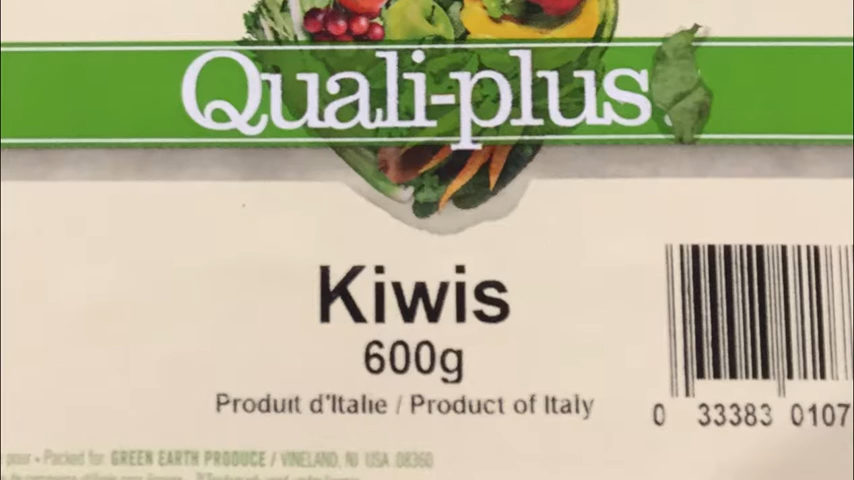 Quali-plus
Kiwis
600g
Produit d'Italie / Product of Italy
0 33383 0107
pour • Packed for GREEN EARTH PRODUCE / VINELAND, NJ USA 08360